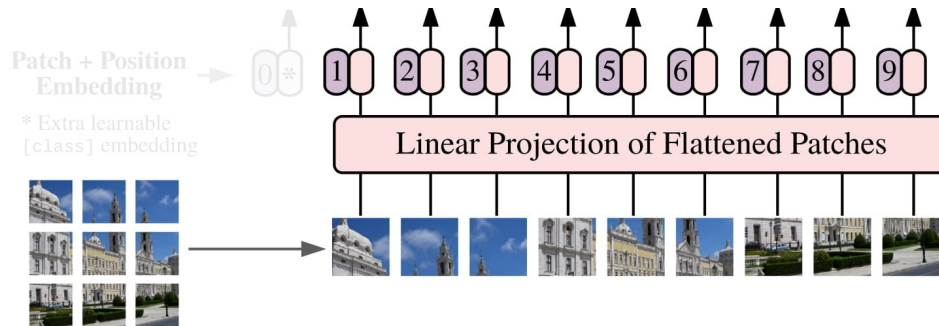 Patch + Position
Embedding
0 *
1 2 3 4 5 6 7 8 9
* Extra learnable
[class] embedding
Linear Projection of Flattened Patches